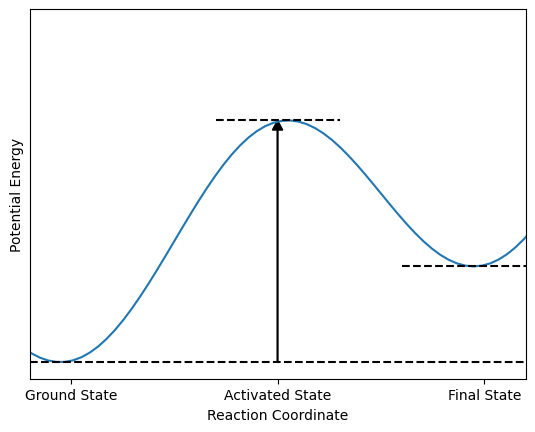 Potential Energy
Ground State Activated State Final State
Reaction Coordinate